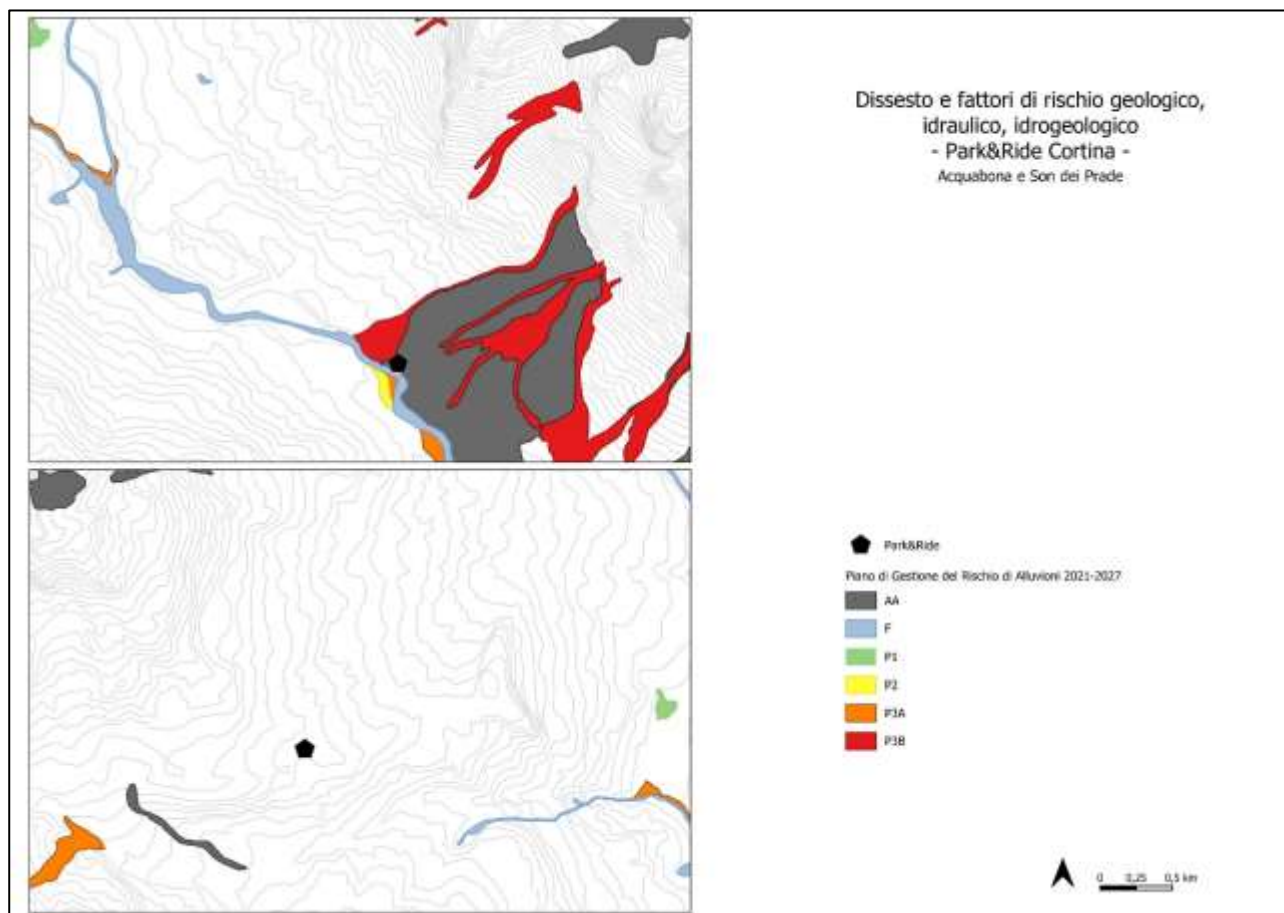 Dissesto e fattori di rischio geologico,
idraulico, idrogeologico
- Park&Ride Cortina -
Acquabona e Son dei Prade
Park&Ride
Piano di Gestione del Rischio di Alluvioni 2021-2027
AA
F
P1
P2
P3A
P3B
0 0,25 0,5 km